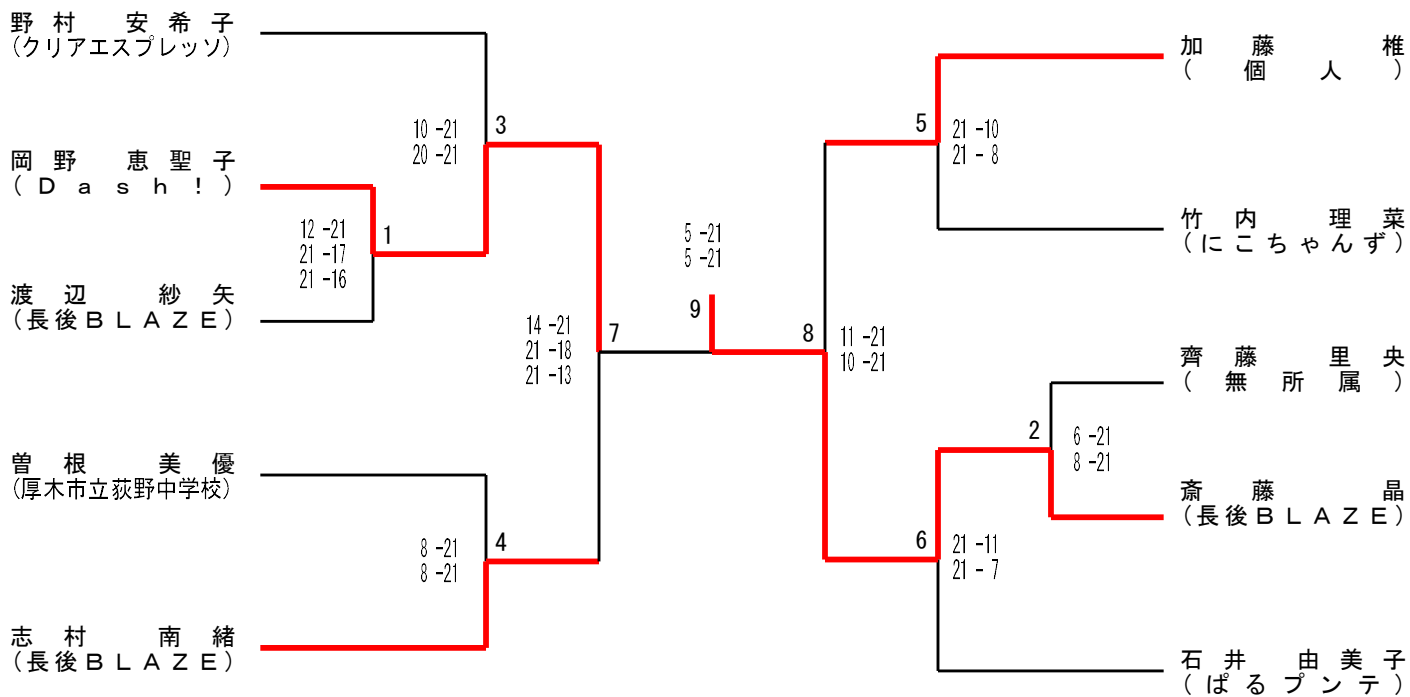 野村 安希子
(クリアエスプレッソ)
10 -21
20 -21
3
岡野 恵聖子
(Dash!)
12 -21
21 -17
21 -16
1
渡辺 紗矢
(長後BLAZE)
14 -21
21 -18
21 -13
7
曽根 美優
(厚木市立荻野中学校)
8 -21
8 -21
4
志村 南緒
(長後BLAZE)
5 -21
5 -21
9
加藤 椎
(個人)
5
21 -10
21 - 8
竹内 理菜
(にこちゃんず)
8
11 -21
10 -21
齊藤 里央
(無所属)
2
6 -21
8 -21
斎藤 晶
(長後BLAZE)
6
21 -11
21 - 7
石井 由美子
(ぱるプンテ)